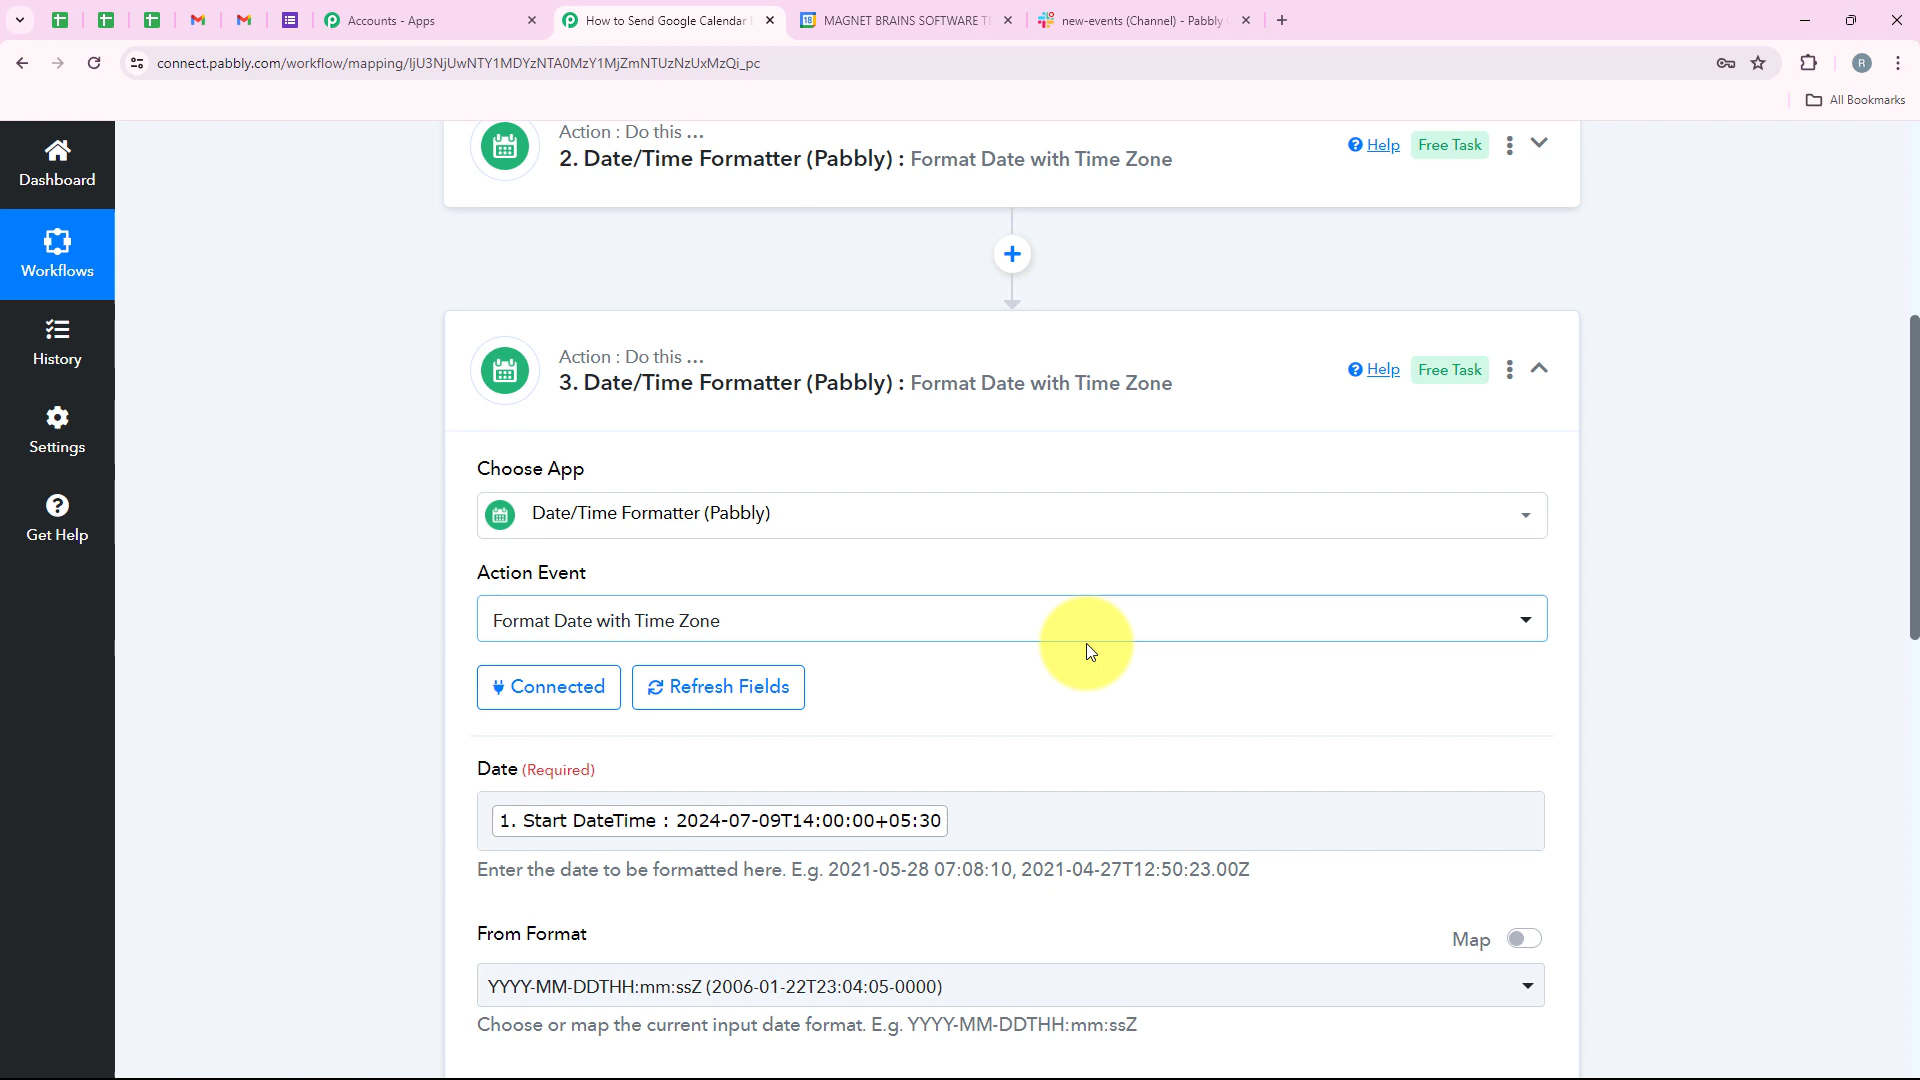 Accounts - Apps
How to Send Google Calendar
MAGNET BRAINS SOFTWARE T
new-events (Channel) - Pabbly
connect.pabbly.com/workflow/mapping/IjU3NjUwNTY1MDYzNTA0MzY1MjZmNTUzNzUxMzQi_pc
R
All Bookmarks
Dashboard
Workflows
History
Settings
Get Help
Action : Do this ...
2. Date/Time Formatter (Pabbly) : Format Date with Time Zone
Help
Free Task
Action : Do this ...
3. Date/Time Formatter (Pabbly) : Format Date with Time Zone
Help
Free Task
Choose App
Date/Time Formatter (Pabbly)
Action Event
Format Date with Time Zone
Connected
Refresh Fields
Date (Required)
1. Start DateTime : 2024-07-09T14:00:00+05:30
Enter the date to be formatted here. E.g. 2021-05-28 07:08:10, 2021-04-27T12:50:23.00Z
From Format
Map
YYYY-MM-DDTHH:mm:ssZ (2006-01-22T23:04:05-0000)
Choose or map the current input date format. E.g. YYYY-MM-DDTHH:mm:ssZ